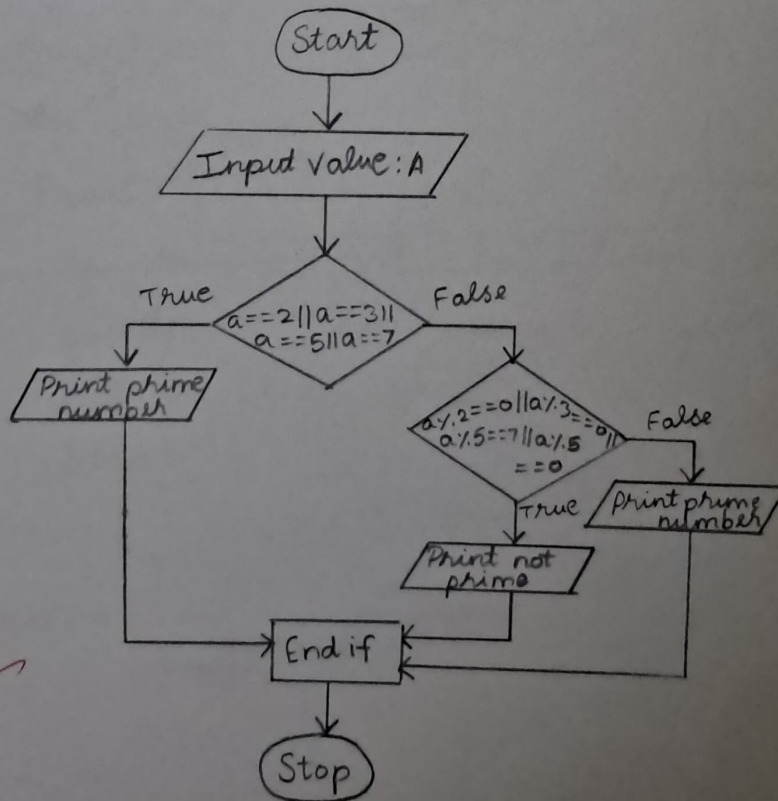 Start
Input value: A
True
False
a==2||a==3||
a==5||a==7
Print prime
number
a%2==0||a%3==0||
a%5==7||a%5
==0
False
True
Print prime
number
Print not
prime
End if
Stop